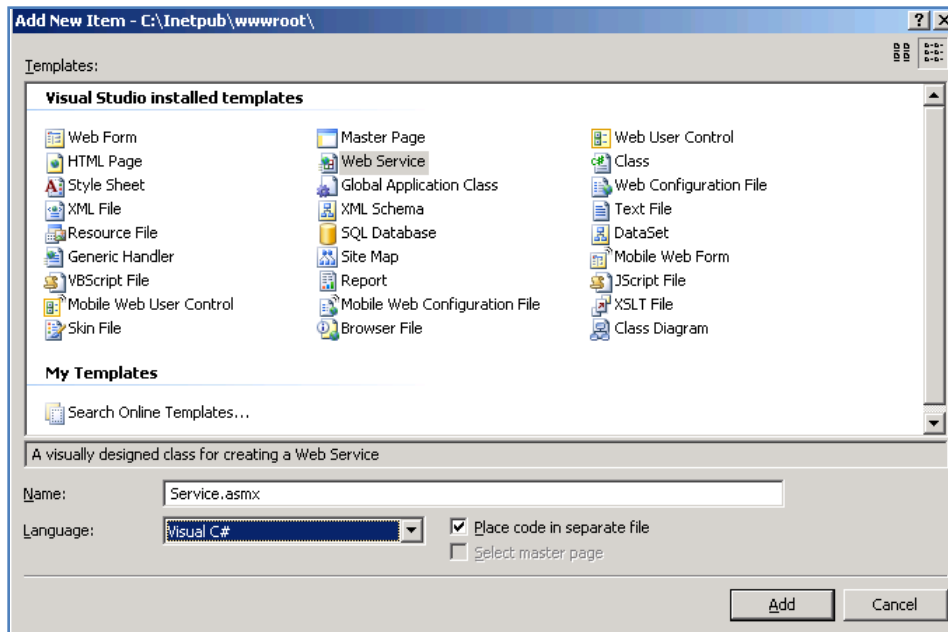 Add New Item - C:\Inetpub\wwwroot\
Templates:
Visual Studio installed templates
Web Form Master Page Web User Control
HTML Page Web Service Class
Style Sheet Global Application Class Web Configuration File
XML File XML Schema Text File
Resource File SQL Database DataSet
Generic Handler Site Map Mobile Web Form
VBScript File Report JScript File
Mobile Web User Control Mobile Web Configuration File XSLT File
Skin File Browser File Class Diagram
My Templates
Search Online Templates...
A visually designed class for creating a Web Service
Name: Service.asmx
Language: Visual C# Place code in separate file
Select master page
Add Cancel